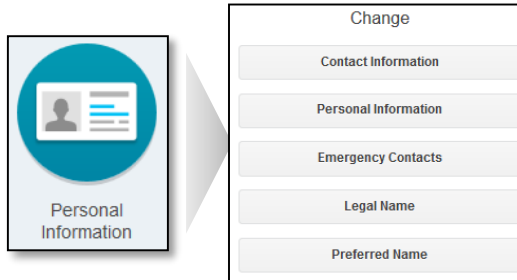 Personal
Information
Change
Contact Information
Personal Information
Emergency Contacts
Legal Name
Preferred Name